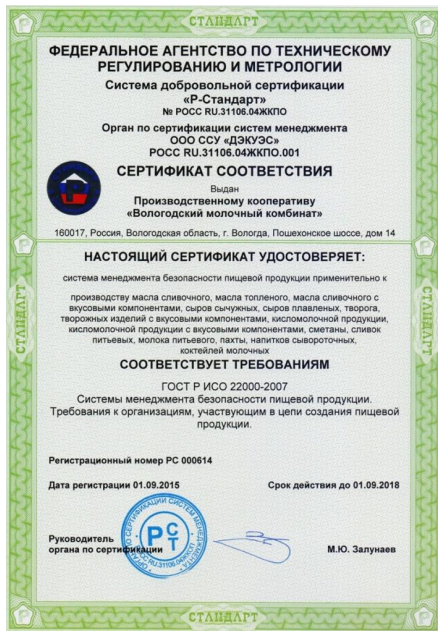 СТАНДАРТ
ФЕДЕРАЛЬНОЕ АГЕНТСТВО ПО ТЕХНИЧЕСКОМУ
РЕГУЛИРОВАНИЮ И МЕТРОЛОГИИ
Система добровольной сертификации
«Р-Стандарт»
№ РОСС RU.31106.04ЖКПО
Орган по сертификации систем менеджмента
ООО ССУ «ДЭКУЭС»
РОСС RU.31106.04ЖКПО.001
СЕРТИФИКАТ СООТВЕТСТВИЯ
Выдан
Производственному кооперативу
«Вологодский молочный комбинат»
160017, Россия, Вологодская область, г. Вологда, Пошехонское шоссе, дом 14
НАСТОЯЩИЙ СЕРТИФИКАТ УДОСТОВЕРЯЕТ:
система менеджмента безопасности пищевой продукции применительно к
производству масла сливочного, масла топленого, масла сливочного с
вкусовыми компонентами, сыров сычужных, сыров плавленых, творога,
творожных изделий с вкусовыми компонентами, кисломолочной продукции,
кисломолочной продукции с вкусовыми компонентами, сметаны, сливок
питьевых, молока питьевого, пахты, напитков сывороточных,
коктейлей молочных
СТАНДАРТ
СТАНДАРТ
СООТВЕТСТВУЕТ ТРЕБОВАНИЯМ
ГОСТ Р ИСО 22000-2007
Системы менеджмента безопасности пищевой продукции.
Требования к организациям, участвующим в цепи создания пищевой
продукции.
Регистрационный номер РС 000614
Дата регистрации 01.09.2015
Срок действия до 01.09.2018
Руководитель
органа по сертификации
М.Ю. Залунаев
РСТ
СТАНДАРТ